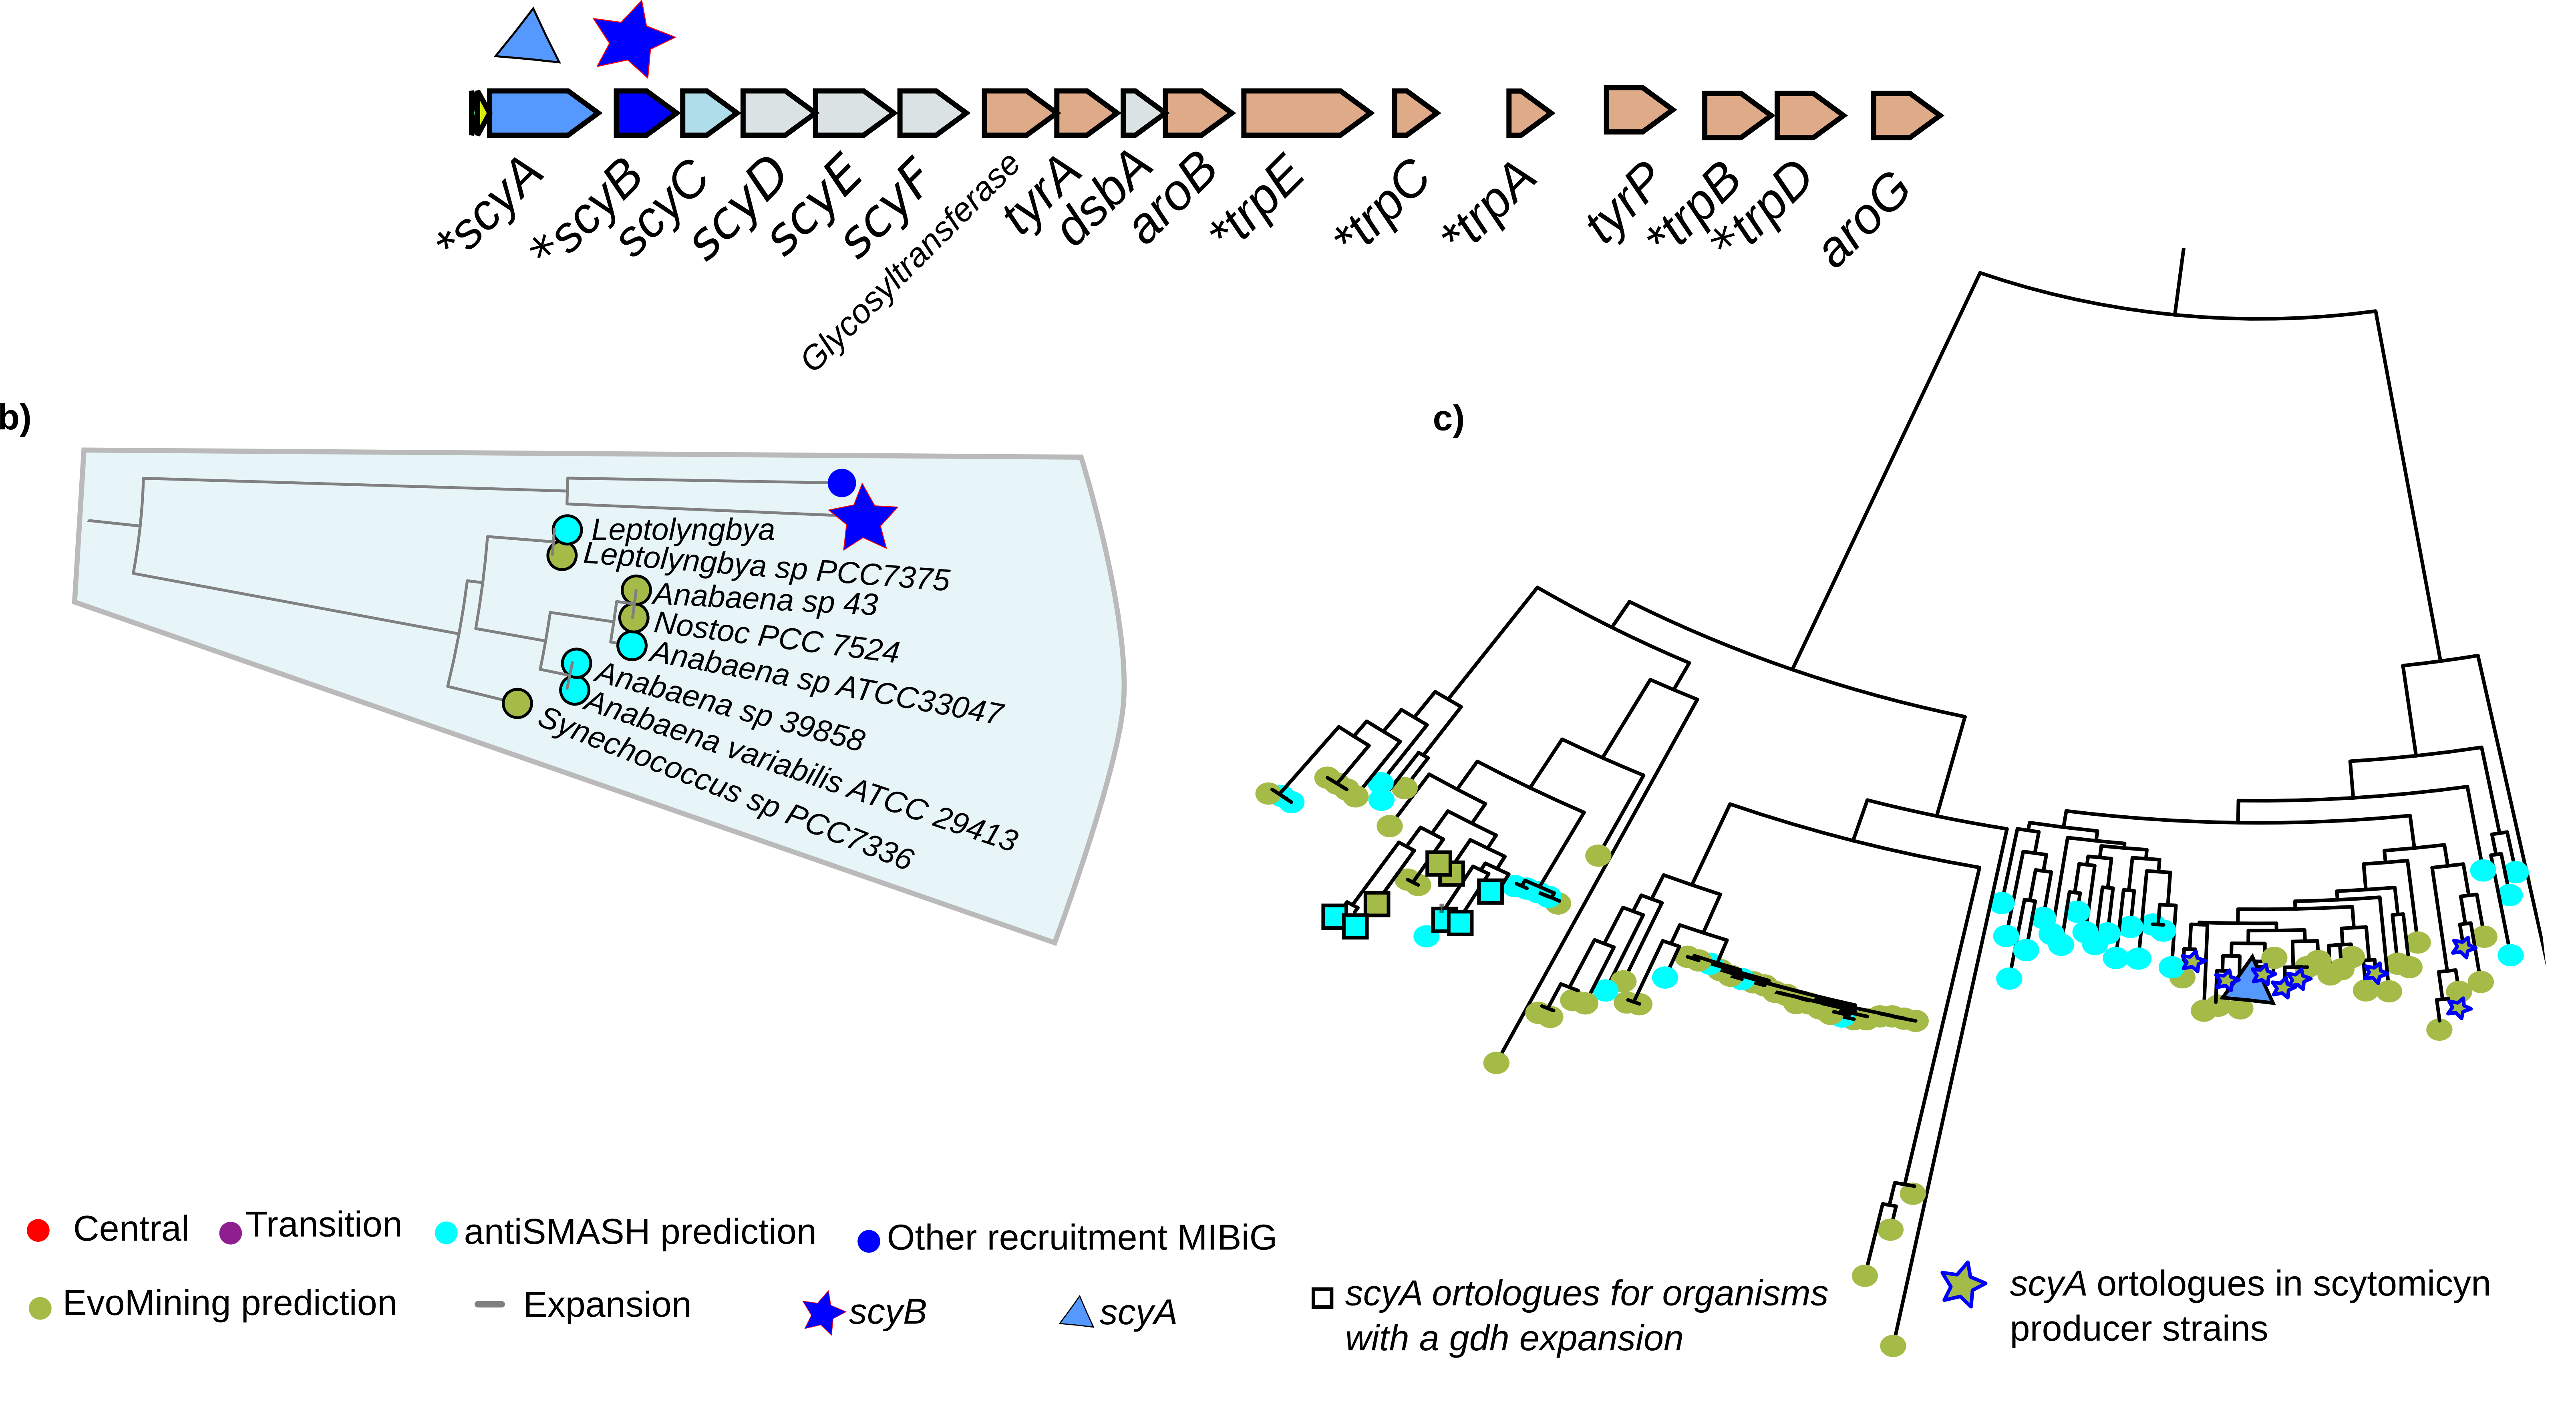 *scyA
*scyB
scyC
scyD
scyE
scyF
Glycosyltransferase
tyrA
dsbA
aroB
*trpE
*trpC
*trpA
tyrP
*trpB
*trpD
aroG
b)
c)
Leptolyngbya
Leptolyngbya sp PCC7375
Anabaena sp 43
Nostoc PCC 7524
Anabaena sp ATCC33047
Anabaena sp 39858
Anabaena variabilis ATCC 29413
Synechococcus sp PCC7336
Central
Transition
antiSMASH prediction
Other recruitment MIBiG
EvoMining prediction
Expansion
scyB
scyA
scyA ortologues for organisms
with a gdh expansion
scyA ortologues in scytomicyn
producer strains